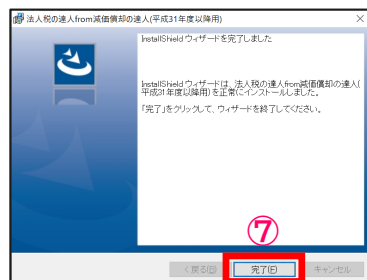 法人税の達人from減価償却の達人(平成31年度以降用)
InstallShield ウィザードを完了しました
InstallShield ウィザードは、法人税の達人from減価償却の達人(
平成31年度以降用) を正常にインストールしました。
「完了」をクリックして、ウィザードを終了してください。
⑦
< 戻る(B)
完了(F)
キャンセル